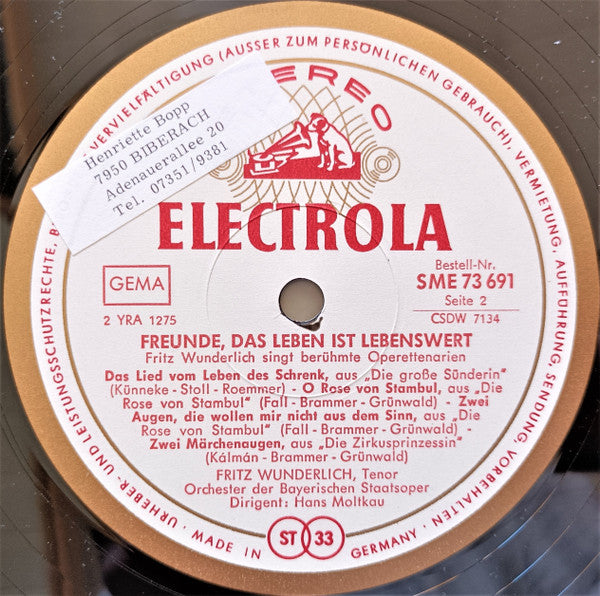 VERVIELFÄLTIGUNG (AUSSER ZUM PERSÖNLICHEN GEBRAUCH), VERMIETUNG, AUFFÜHRUNG, SENDUNG, VORBEHALTEN · MADE IN GERMANY · URHEBER- UND LEISTUNGSSCHUTZRECHTE,
STEREO
Henriette Bopp
7950 BIBERACH
Adenauerallee 20
Tel. 07351/9381
ELECTROLA
GEMA
2 YRA 1275
Bestell-Nr.
SME 73 691
Seite 2
CSDW 7134
FREUNDE, DAS LEBEN IST LEBENSWERT
Fritz Wunderlich singt berühmte Operettenarien
Das Lied vom Leben des Schrenk, aus „Die große Sünderin"
(Künneke - Stoll - Roemmer) - O Rose von Stambul, aus „Die
Rose von Stambul" (Fall - Brammer - Grünwald) - Zwei
Augen, die wollen mir nicht aus dem Sinn, aus „Die
Rose von Stambul" (Fall - Brammer - Grünwald) -
Zwei Märchenaugen, aus „Die Zirkusprinzessin"
(Kálmán - Brammer - Grünwald)
FRITZ WUNDERLICH, Tenor
Orchester der Bayerischen Staatsoper
Dirigent: Hans Moltkau
ST 33